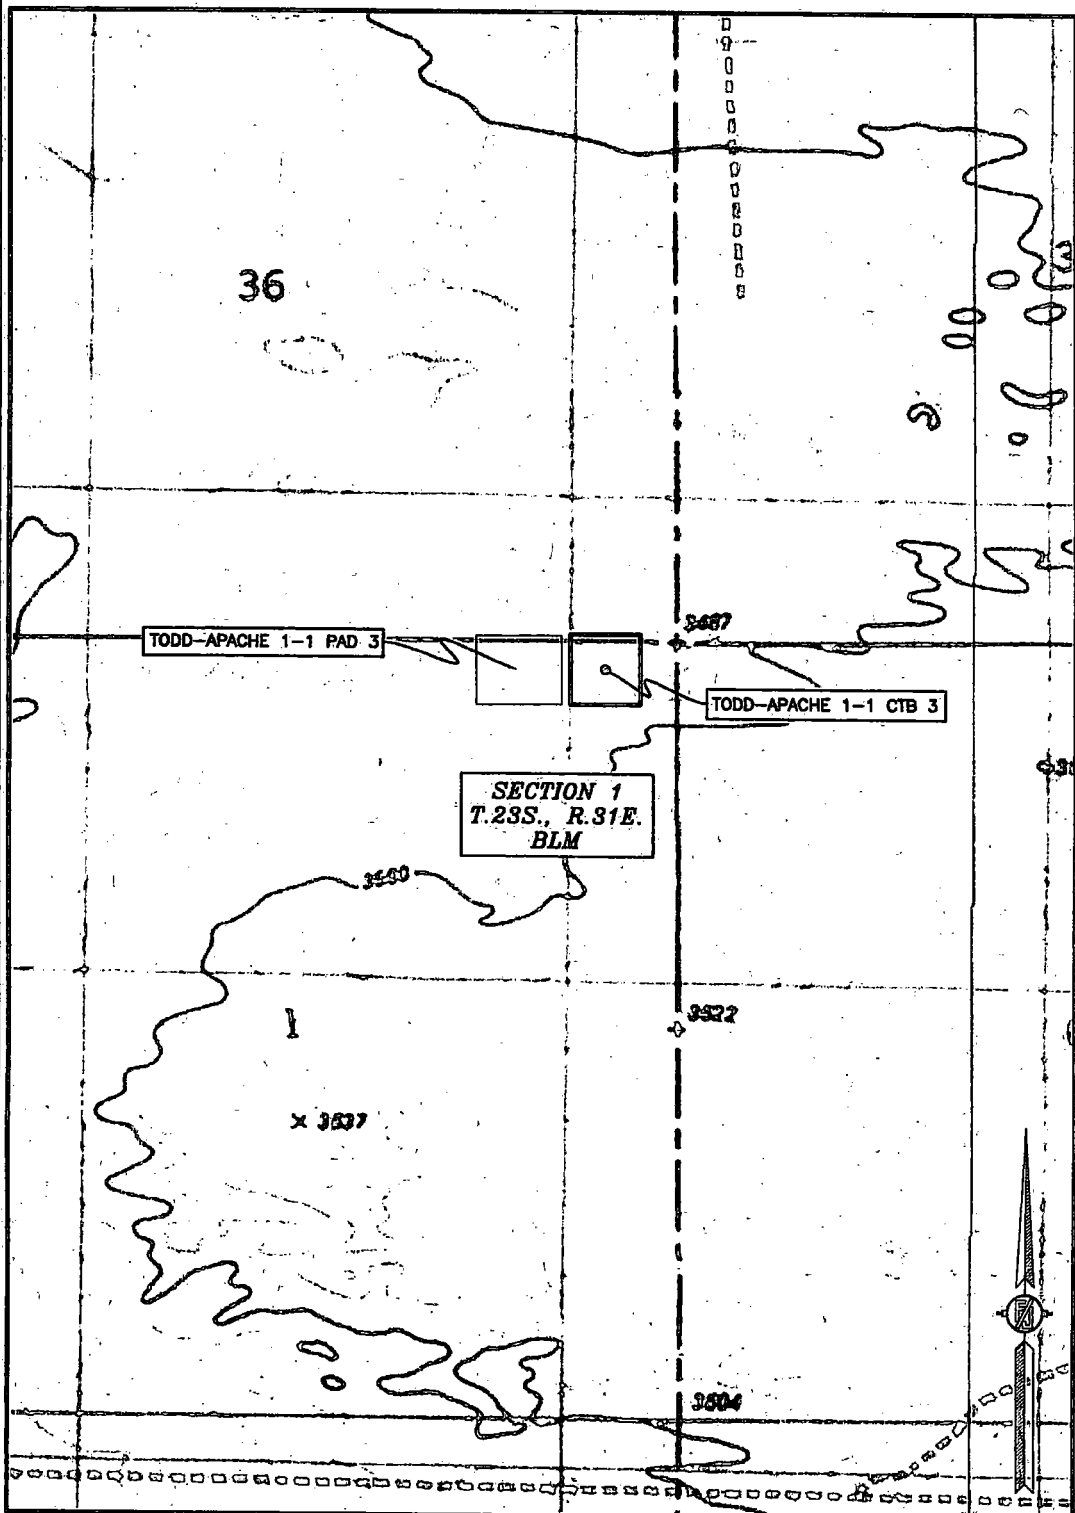 36
3487
TODD-APACHE 1-1 PAD 3
TODD-APACHE 1-1 CTB 3
SECTION 1
T.23S., R.31E.
BLM
3500
1
3522
× 3537
3504